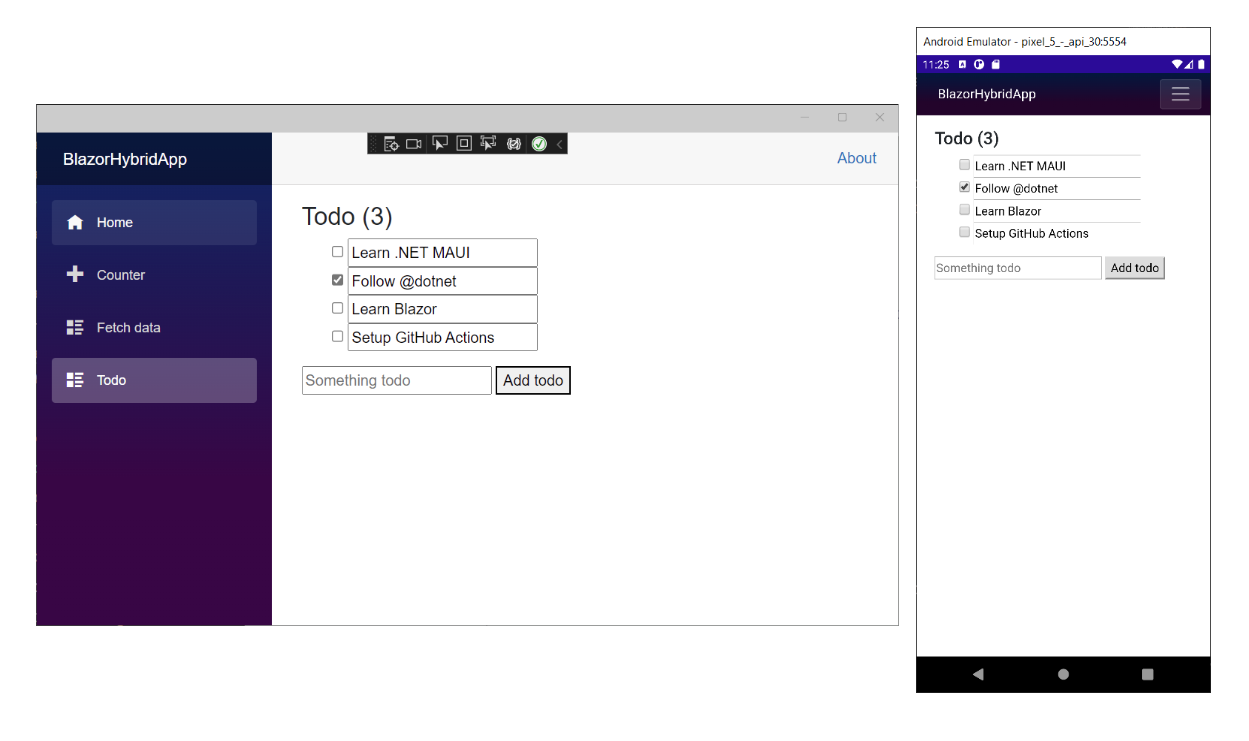 BlazorHybridApp
About
Home
Counter
Fetch data
Todo
Todo (3)
Learn .NET MAUI
Follow @dotnet
Learn Blazor
Setup GitHub Actions
Something todo Add todo
Android Emulator - pixel_5_-_api_30:5554
11:25
BlazorHybridApp
Todo (3)
Learn .NET MAUI
Follow @dotnet
Learn Blazor
Setup GitHub Actions
Something todo Add todo